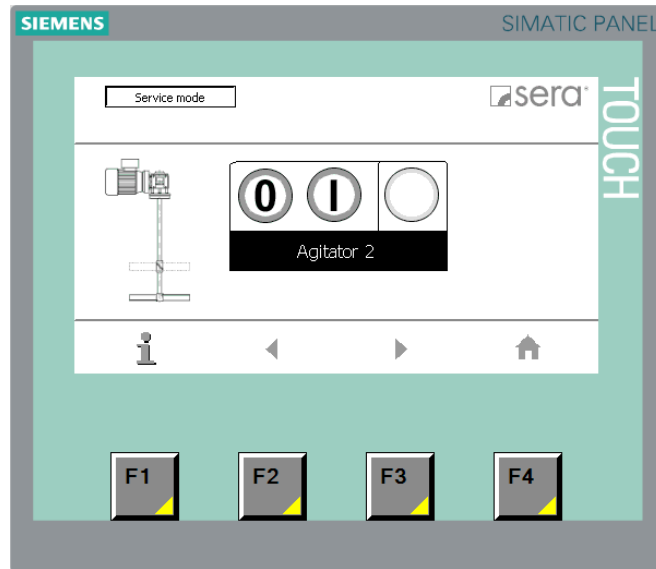 SIEMENS
SIMATIC PANEL
TOUCH
Service mode
sera
0 I
Agitator 2
i
F1 F2 F3 F4